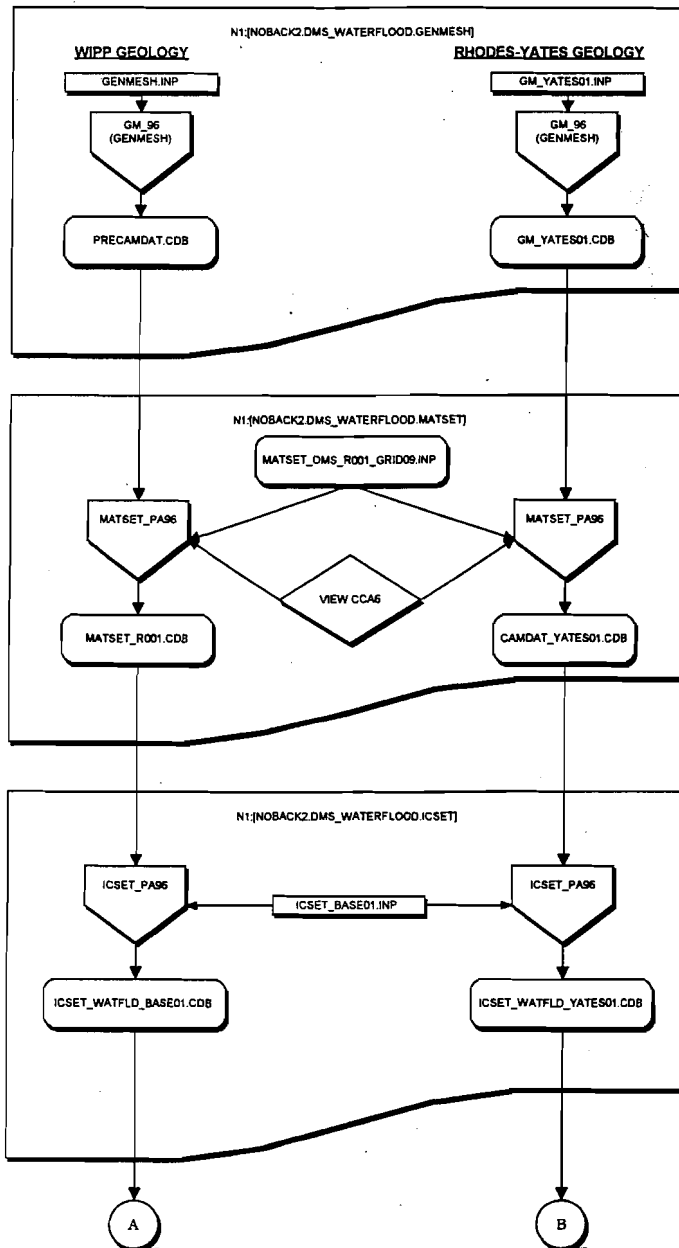 N1:[NOBACK2.DMS_WATERFLOOD.GENMESH]
WIPP GEOLOGY
RHODES-YATES GEOLOGY
GENMESH.INP
GM_YATES01.INP
GM_96
(GENMESH)
GM_96
(GENMESH)
PRECAMDAT.CDB
GM_YATES01.CDB
N1:[NOBACK2.DMS_WATERFLOOD.MATSET]
MATSET_DMS_R001_GRID09.INP
MATSET_PA96
MATSET_PA96
VIEW CCA6
MATSET_R001.CDB
CAMDAT_YATES01.CDB
N1:[NOBACK2.DMS_WATERFLOOD.ICSET]
ICSET_PA96
ICSET_PA96
ICSET_BASE01.INP
ICSET_WATFLD_BASE01.CDB
ICSET_WATFLD_YATES01.CDB
A
B